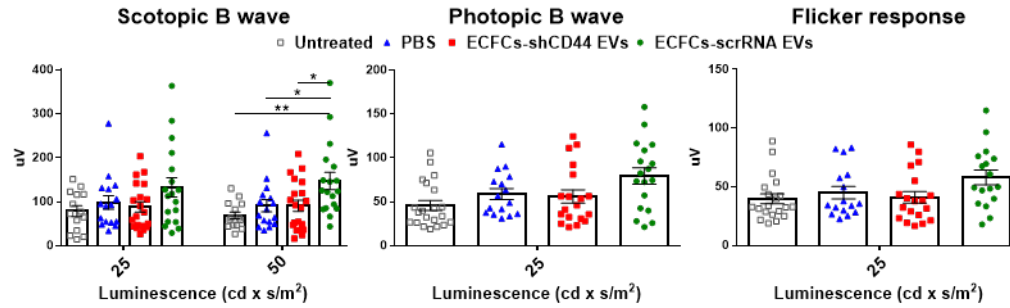 Scotopic B wave
Photopic B wave
Flicker response
Untreated PBS ECFCs-shCD44 EVs ECFCs-scrRNA EVs
400
300
200
100
0
uV
*
*
**
25
50
Luminescence (cd x s/m²)
200
150
100
50
0
uV
25
Luminescence (cd x s/m²)
150
100
50
0
uV
25
Luminescence (cd x s/m²)